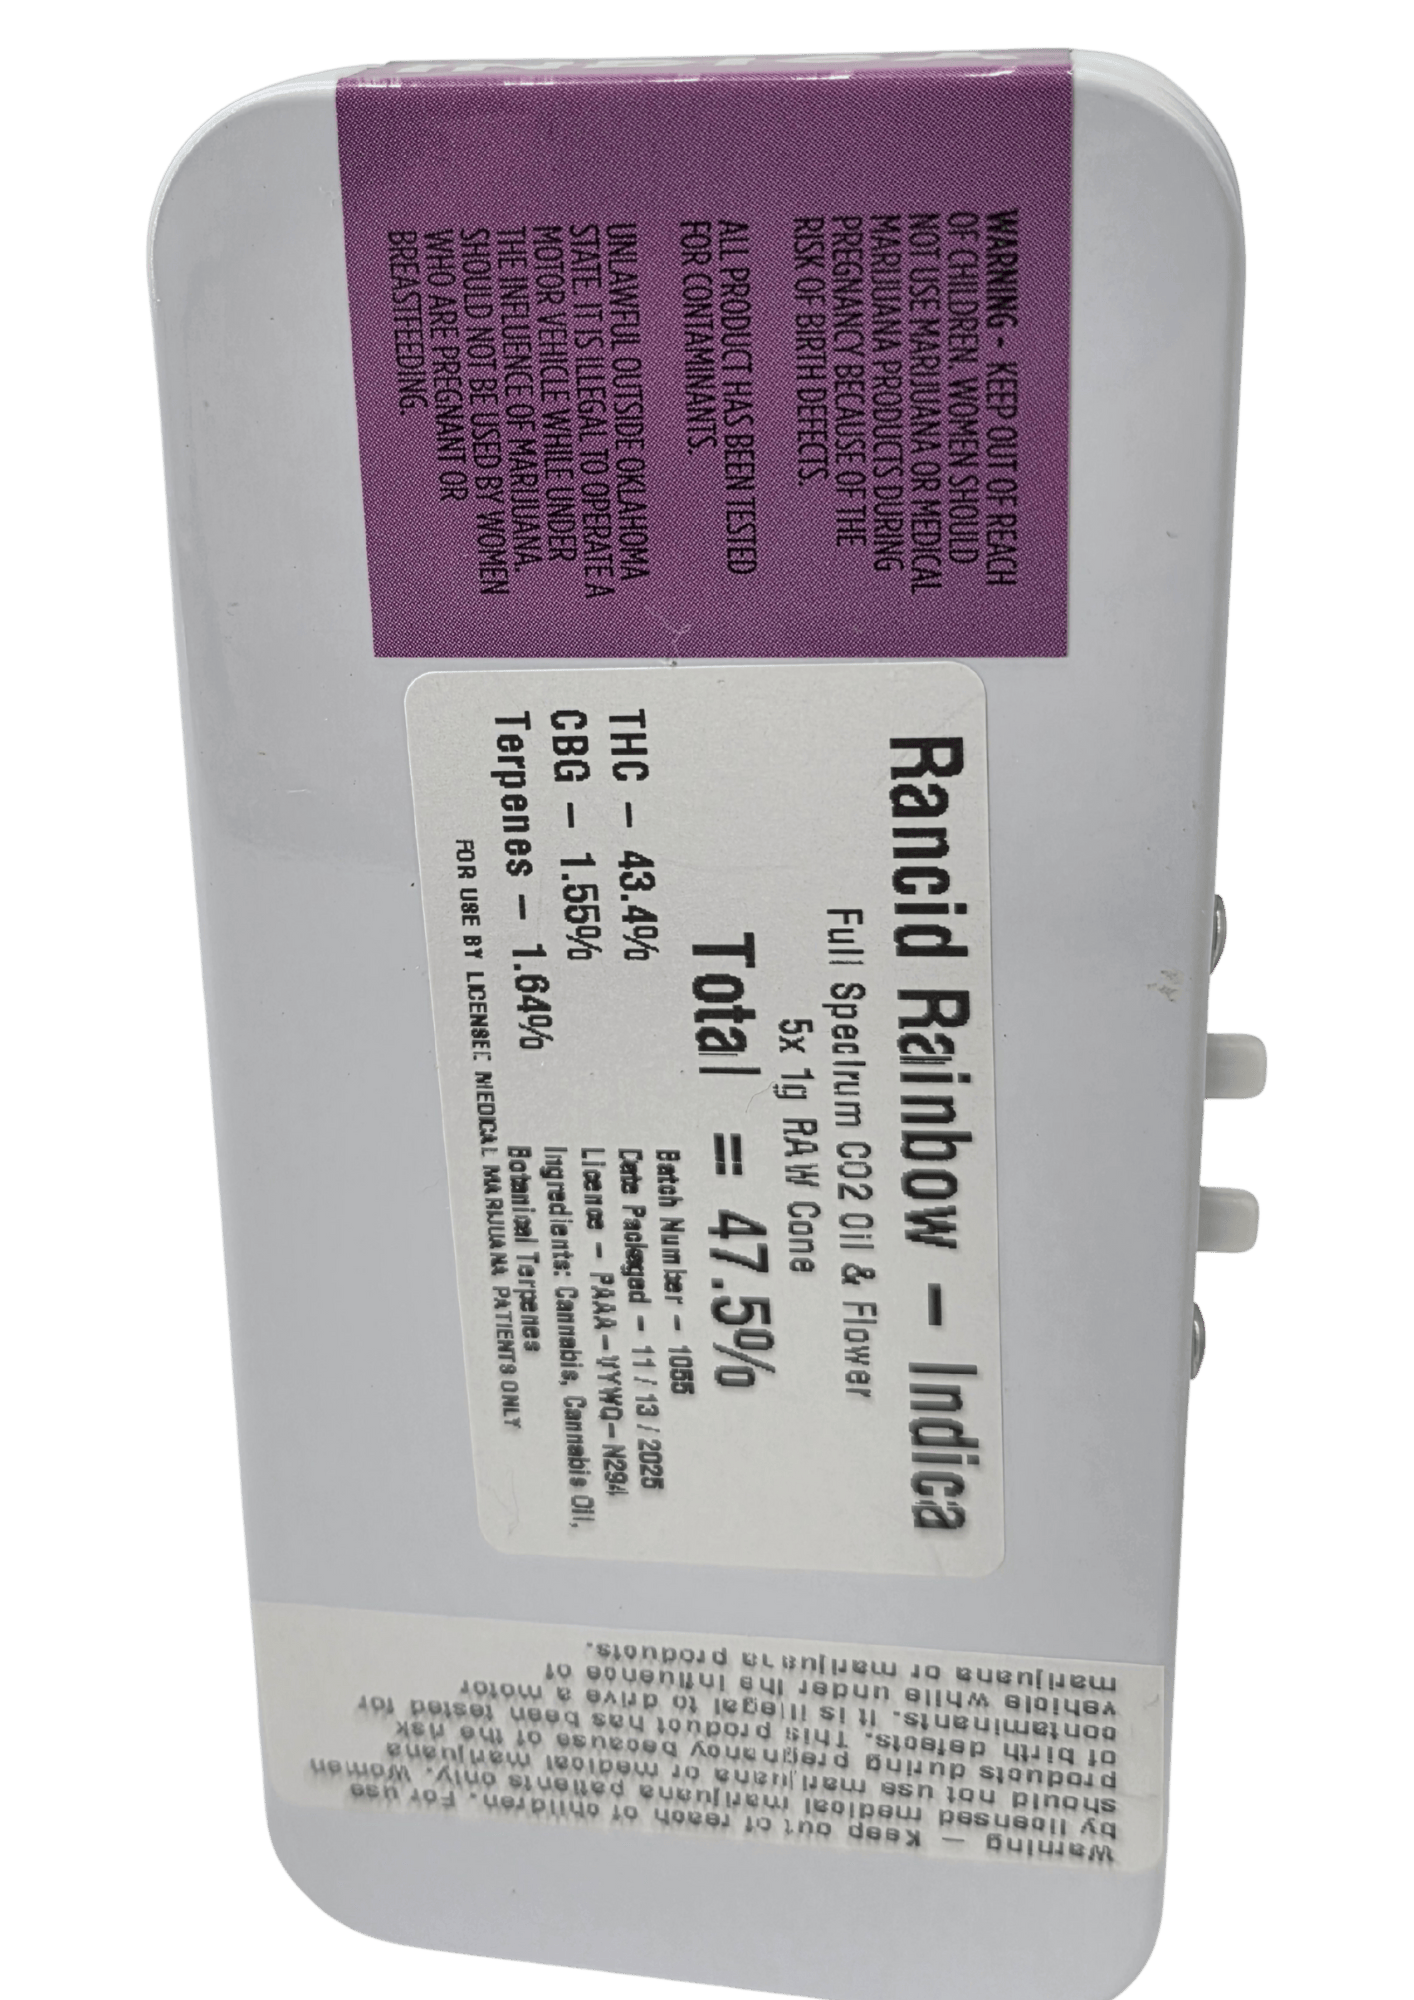 WARNING - KEEP OUT OF REACH
OF CHILDREN. WOMEN SHOULD
NOT USE MARIJUANA OR MEDICAL
MARIJUANA PRODUCTS DURING
PREGNANCY BECAUSE OF THE
RISK OF BIRTH DEFECTS.
ALL PRODUCT HAS BEEN TESTED
FOR CONTAMINANTS.
UNLAWFUL OUTSIDE OKLAHOMA
STATE. IT IS ILLEGAL TO OPERATE A
MOTOR VEHICLE WHILE UNDER
THE INFLUENCE OF MARIJUANA.
SHOULD NOT BE USED BY WOMEN
WHO ARE PREGNANT OR
BREASTFEEDING.
Rancid Rainbow - Indica
Full Spectrum CO2 Oil & Flower
5x 1g RAW Cone
Total = 47.5%
THC - 43.4%
CBG - 1.55%
Terpenes - 1.64%
Batch Number - 1055
Date Packaged - 11 / 13 / 2025
Licence - PAAA-VYWQ-N294
Ingredients: Cannabis, Cannabis Oil,
Botanical Terpenes
FOR USE BY LICENSED MEDICAL MARIJUANA PATIENTS ONLY
Warning - Keep out of reach of children. For use
by licensed medical marijuana patients only. Women
should not use marijuana or medical marijuana
products during pregnancy because of the risk
of birth defects. This product has been tested for
contaminants. It is illegal to drive a motor
vehicle while under the influence of
marijuana or marijuana products.